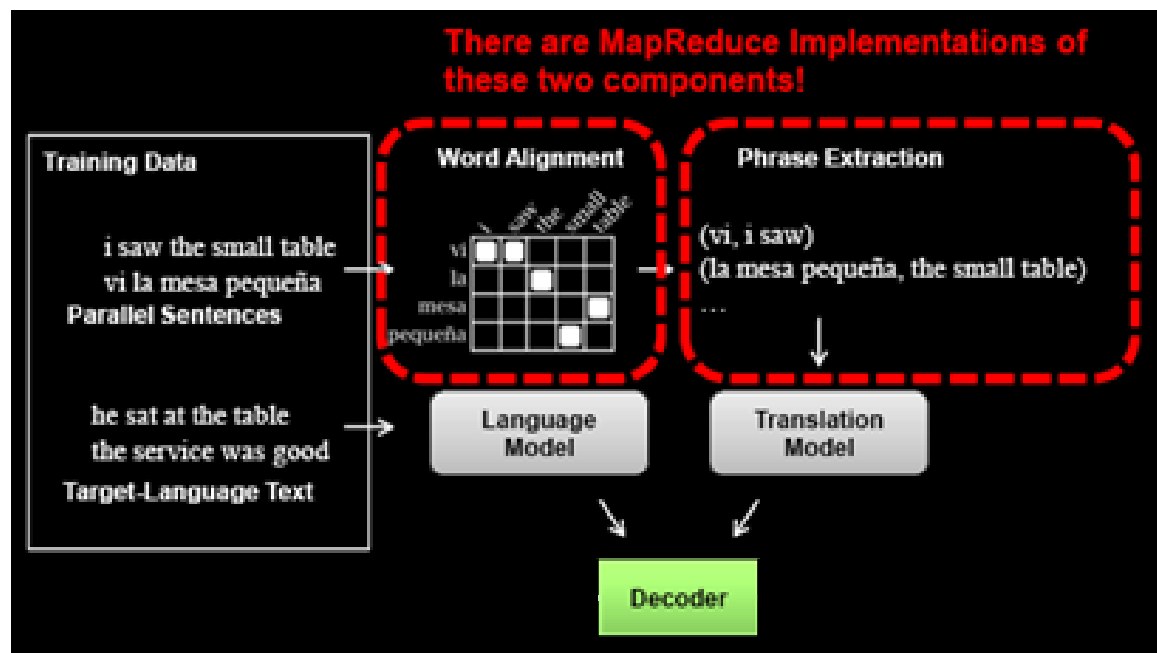 There are MapReduce Implementations of
these two components!
Training Data
i saw the small table
vi la mesa pequeña
Parallel Sentences
he sat at the table
the service was good
Target-Language Text
Word Alignment
i saw the small table
vi
la
mesa
pequeña
Phrase Extraction
(vi, i saw)
(la mesa pequeña, the small table)
...
Language
Model
Translation
Model
Decoder